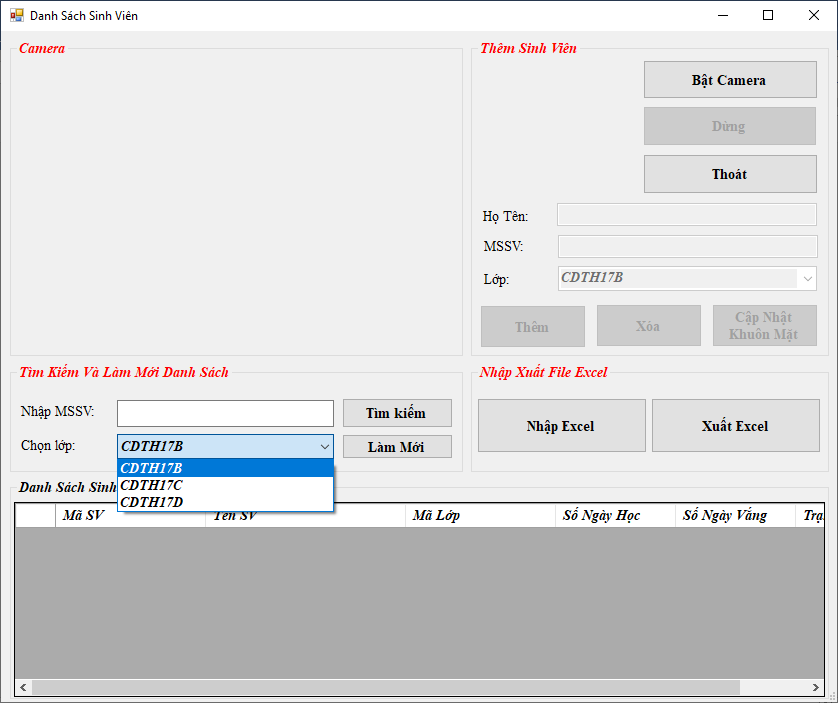 Danh Sách Sinh Viên
Camera
Thêm Sinh Viên
Bật Camera
Dừng
Thoát
Họ Tên:
MSSV:
Lớp:
CDTH17B
Thêm
Xóa
Cập Nhật
Khuôn Mặt
Tìm Kiếm Và Làm Mới Danh Sách
Nhập MSSV:
Tìm kiếm
Chọn lớp:
CDTH17B
Làm Mới
CDTH17B
CDTH17C
CDTH17D
Nhập Xuất File Excel
Nhập Excel
Xuất Excel
Danh Sách Sinh
Mã SV
Tên SV
Mã Lớp
Số Ngày Học
Số Ngày Vắng